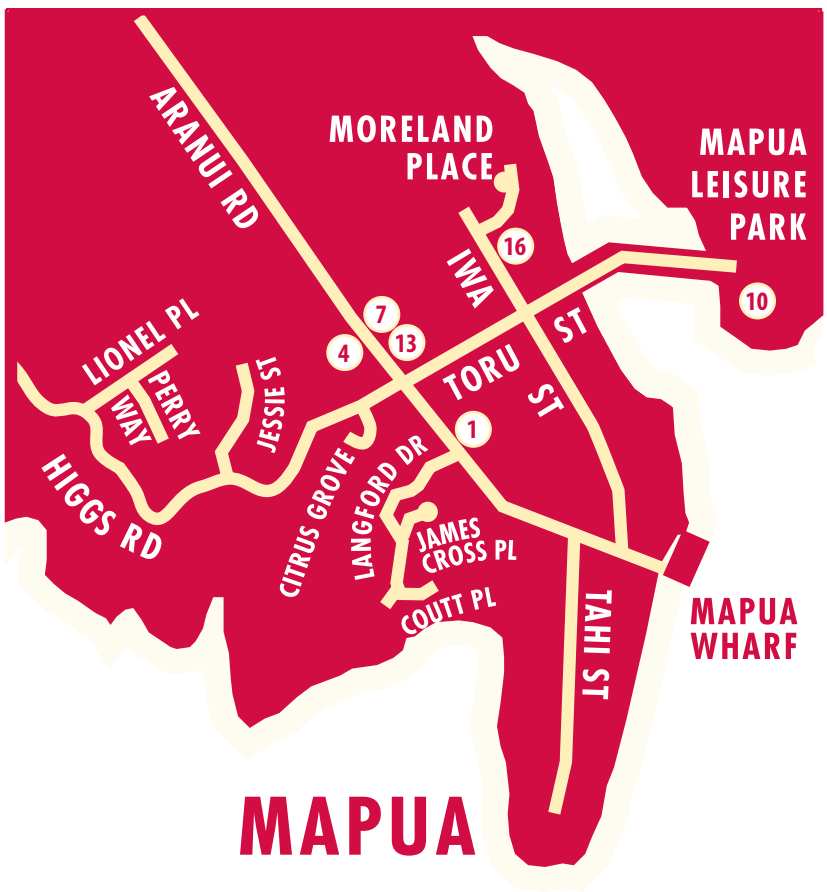 ARANUI RD
MORELAND
PLACE
MAPUA
LEISURE
PARK
16
IWA
ST
10
7
13
4
TORU ST
LIONEL PL
PERRY
WAY
JESSIE ST
1
HIGGS RD
CITRUS GROVE
LANGFORD DR
JAMES
CROSS PL
COUTT PL
TAHI ST
MAPUA
WHARF
MAPUA